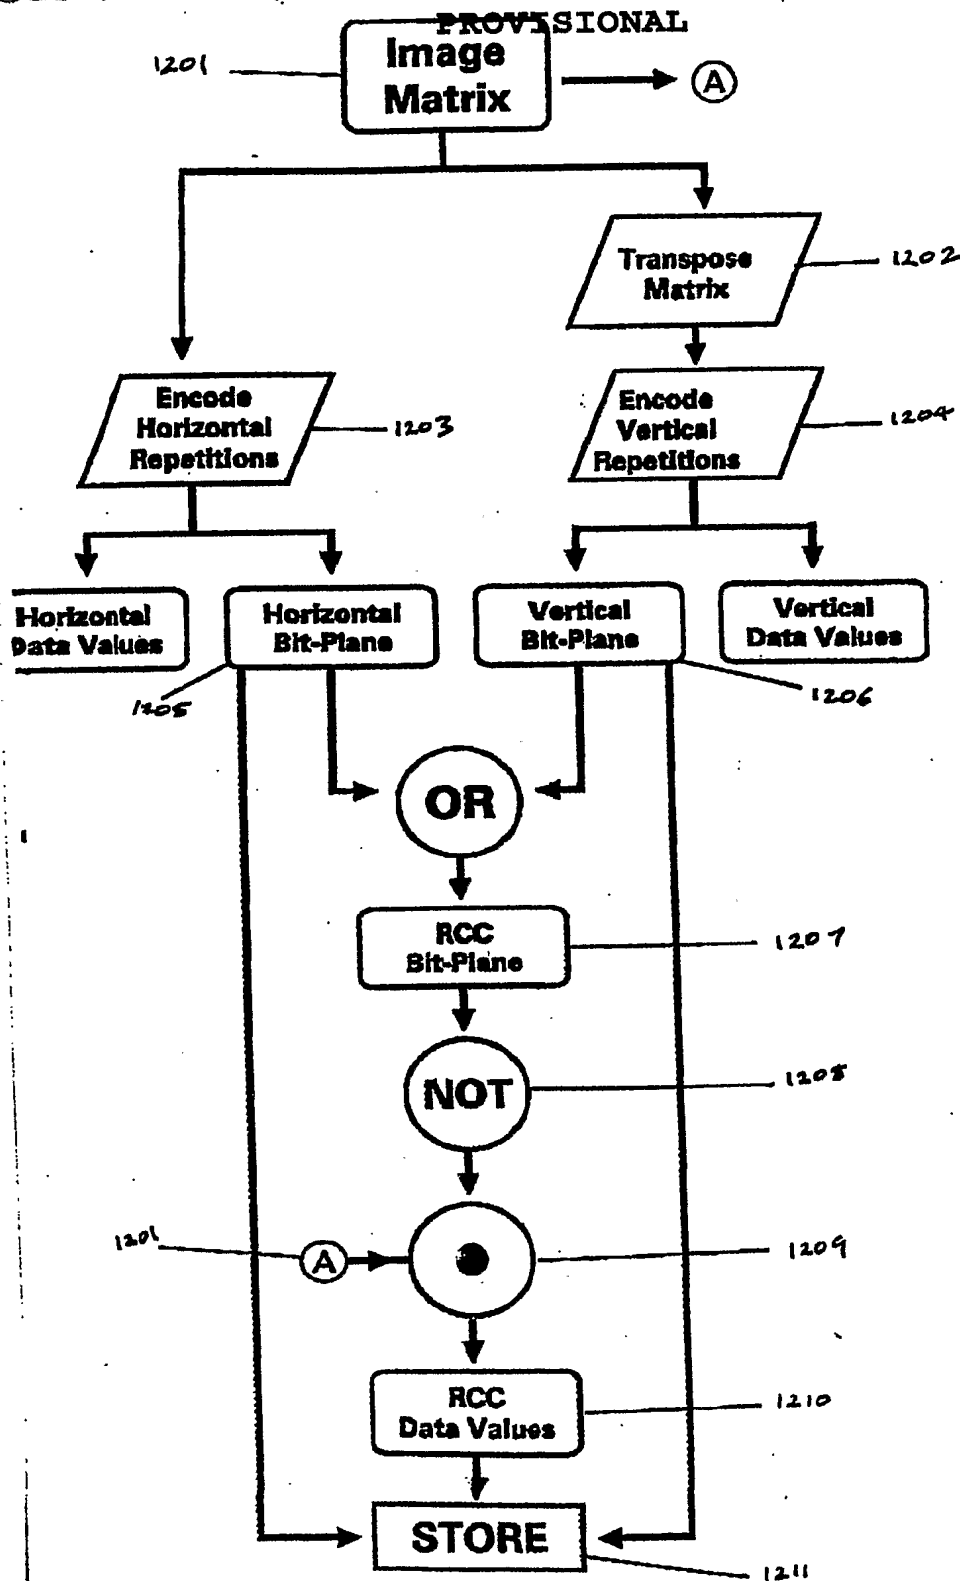 PROVISIONAL
1201
Image
Matrix
A
Transpose
Matrix
1202
Encode
Horizontal
Repetitions
1203
Encode
Vertical
Repetitions
1204
Horizontal
Data Values
Horizontal
Bit-Plane
Vertical
Bit-Plane
Vertical
Data Values
1205
1206
OR
RCC
Bit-Plane
1207
NOT
1208
1201
A
1209
RCC
Data Values
1210
STORE
1211